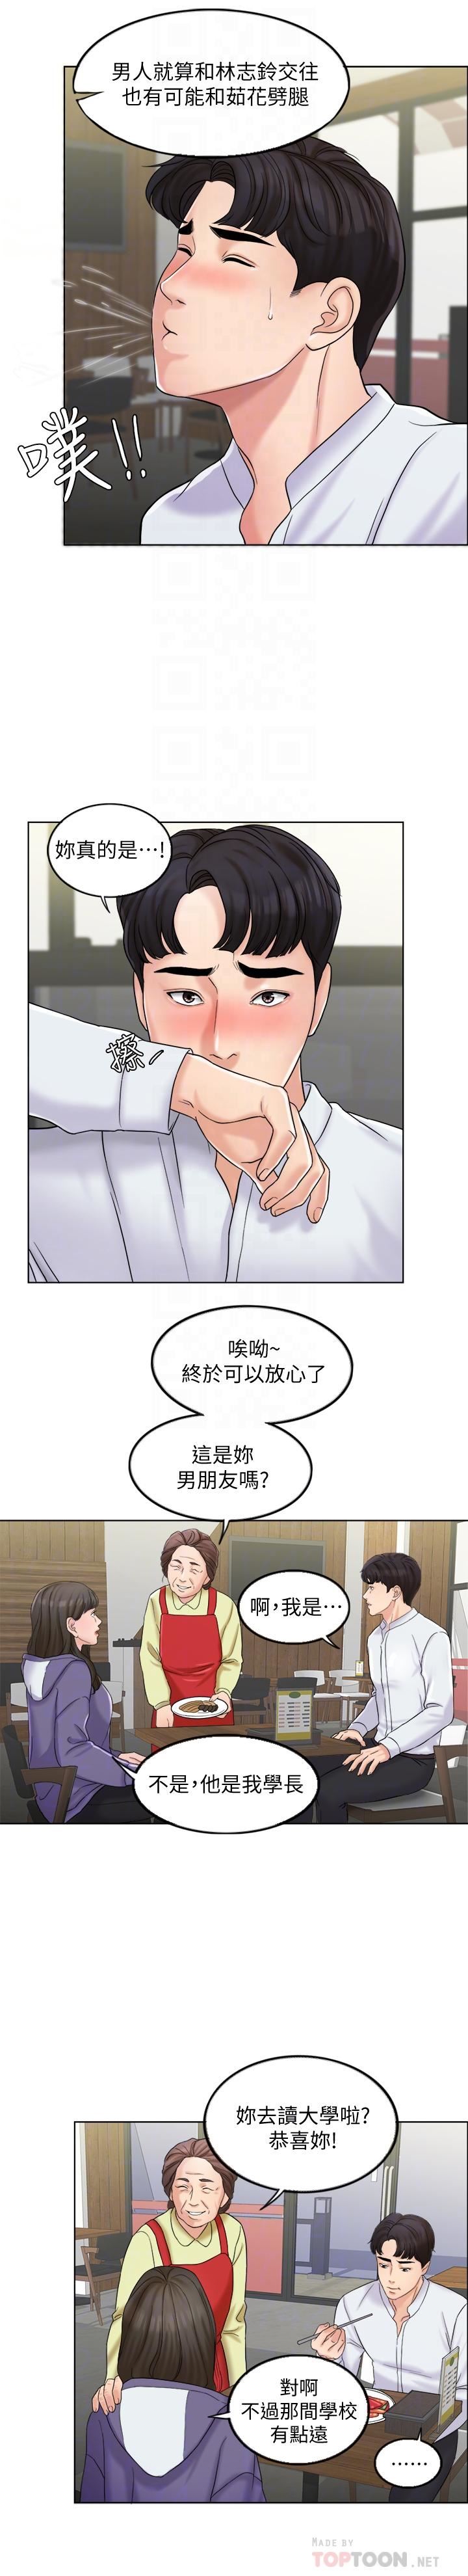 男人就算和林志鈴交往
也有可能和茹花劈腿
噗!!
妳真的是⋯!
擦
唉呦~
終於可以放心了
這是妳
男朋友嗎?
啊,我是⋯
不是,他是我學長
妳去讀大學啦?
恭喜妳!
對啊
不過那間學校
有點遠
⋯⋯
MADE BY
TOPTOON.NET